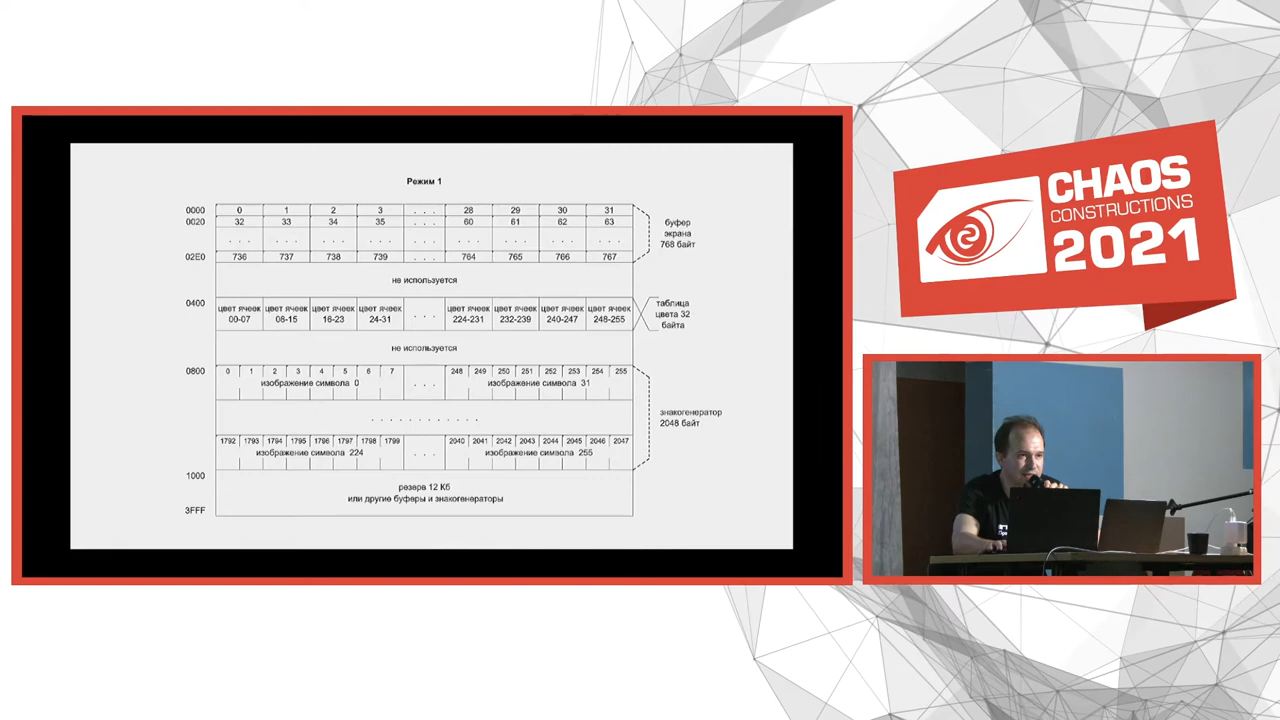 Режим 1
0000 0 1 2 3 . . . 28 29 30 31
0020 32 33 34 35 . . . 60 61 62 63
. . . . . . . . . . . . . . . . . . . . . . . . . . .
02E0 736 737 738 739 . . . 764 765 766 767
буфер
экрана
768 байт
не используется
0400
цвет ячеек цвет ячеек цвет ячеек цвет ячеек . . . цвет ячеек цвет ячеек цвет ячеек цвет ячеек
00-07 08-15 16-23 24-31 224-231 232-239 240-247 248-255
таблица
цвета 32
байта
не используется
0800 0 1 2 3 4 5 6 7 248 249 250 251 252 253 254 255
изображение символа 0 . . . изображение символа 31
. . . . . . . . . . . .
знакогенератор
2048 байт
1792 1793 1794 1795 1796 1797 1798 1799 2040 2041 2042 2043 2044 2045 2046 2047
изображение символа 224 . . . изображение символа 255
1000
резерв 12 Кб
или другие буферы и знакогенераторы
3FFF
CHAOS
CONSTRUCTIONS
2021